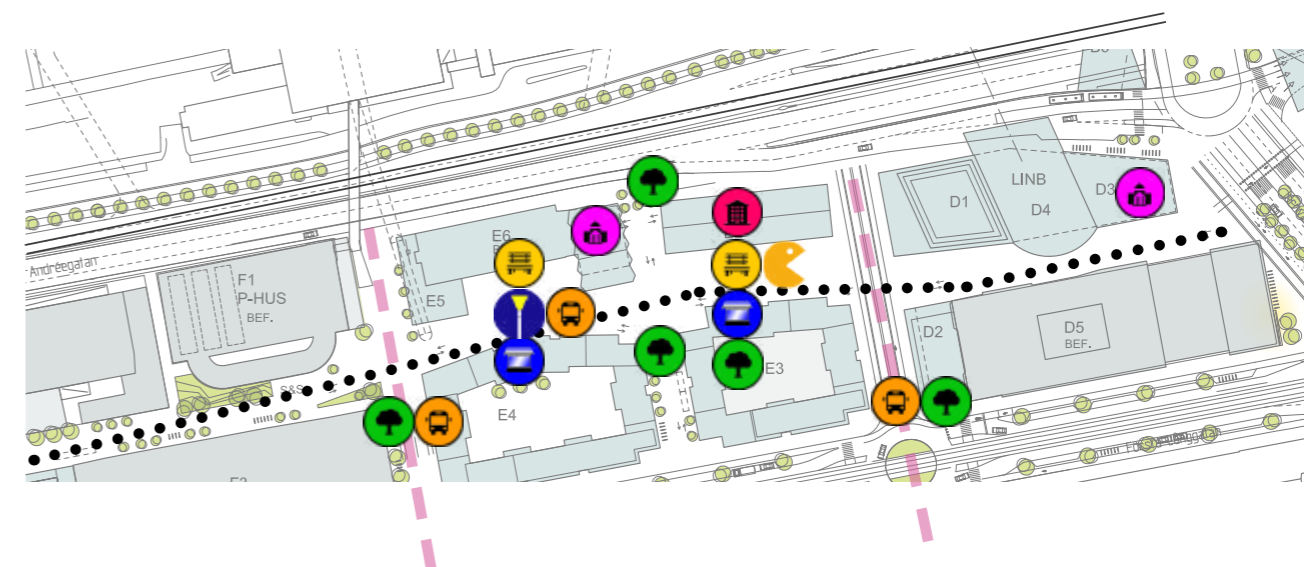 LINB
D3
D1
D4
E6
Andréegatan
F1
P-HUS
BEF.
E5
D5
BEF.
D2
E3
S&S
E4